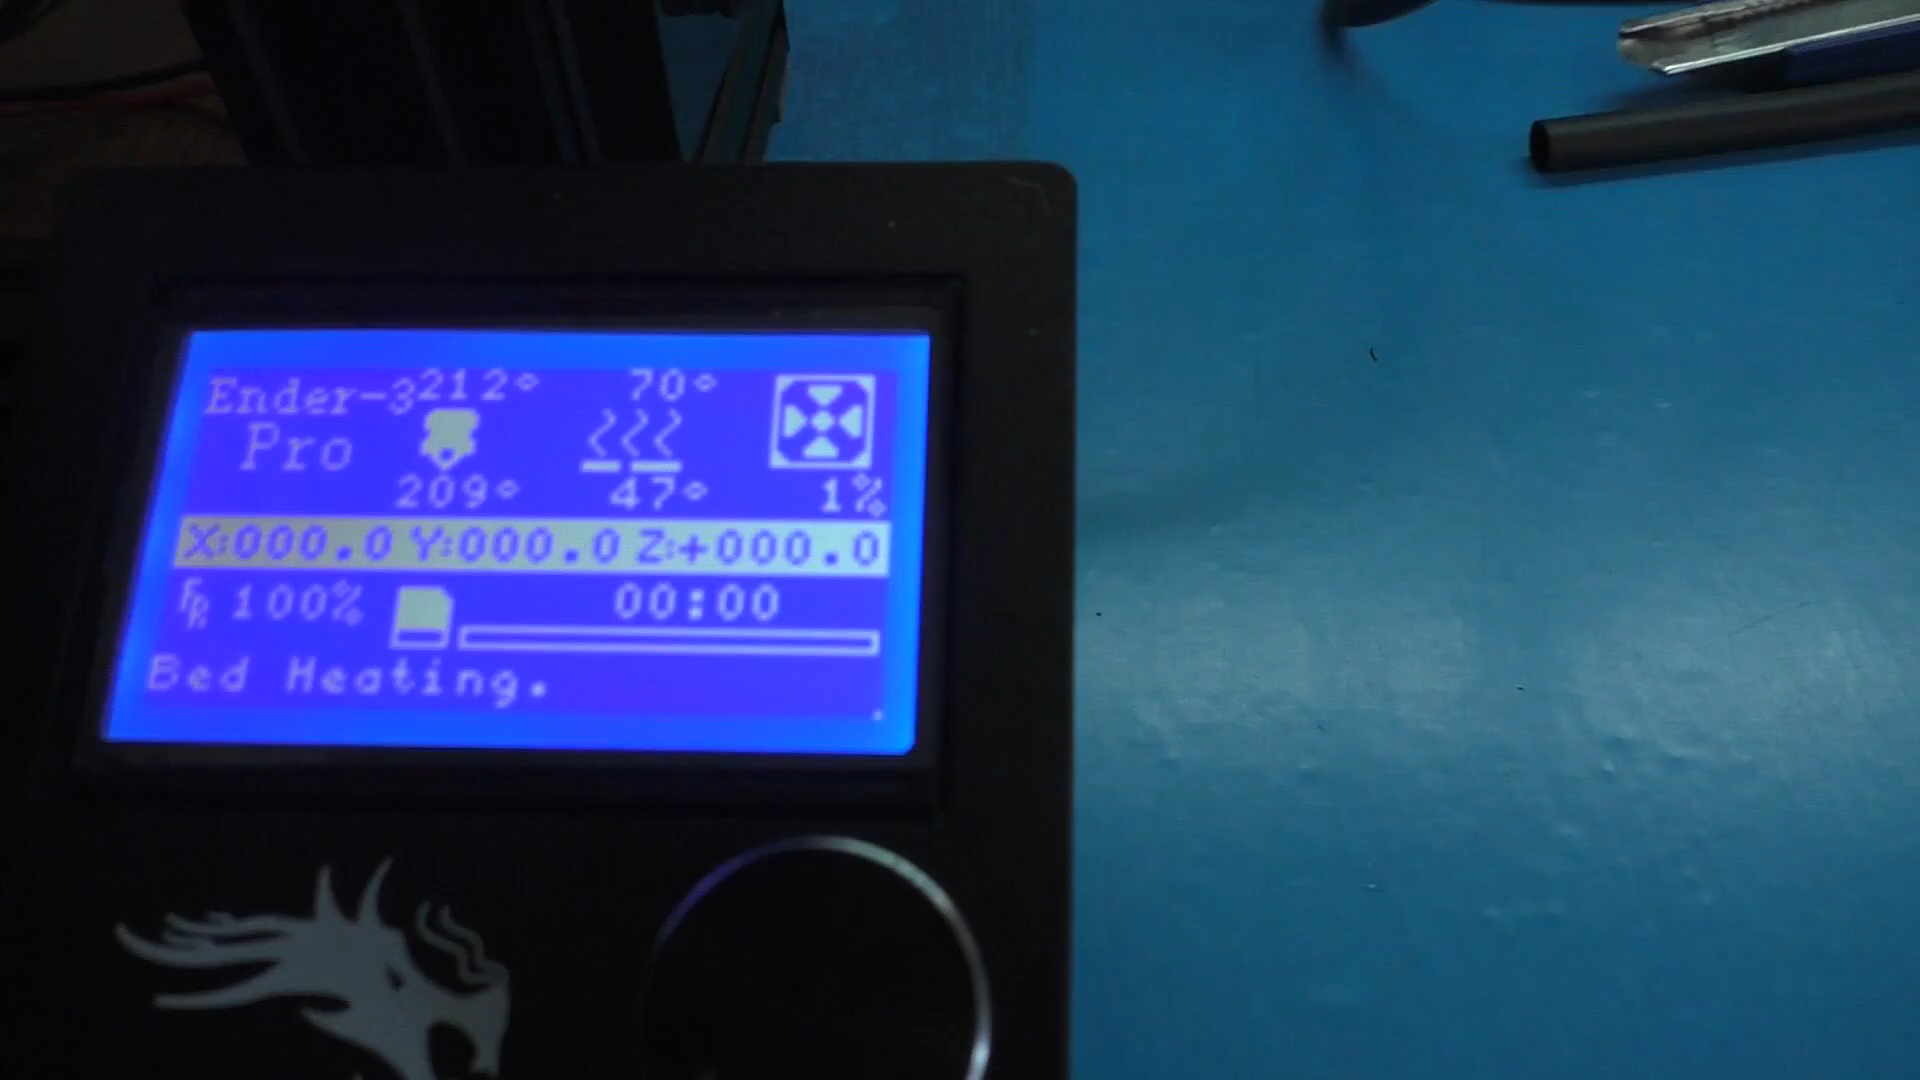 Ender-3 212° 70°
Pro
209° 47° 1%
X:000.0 Y:000.0 Z:+000.0
FR 100% 00:00
Bed Heating.